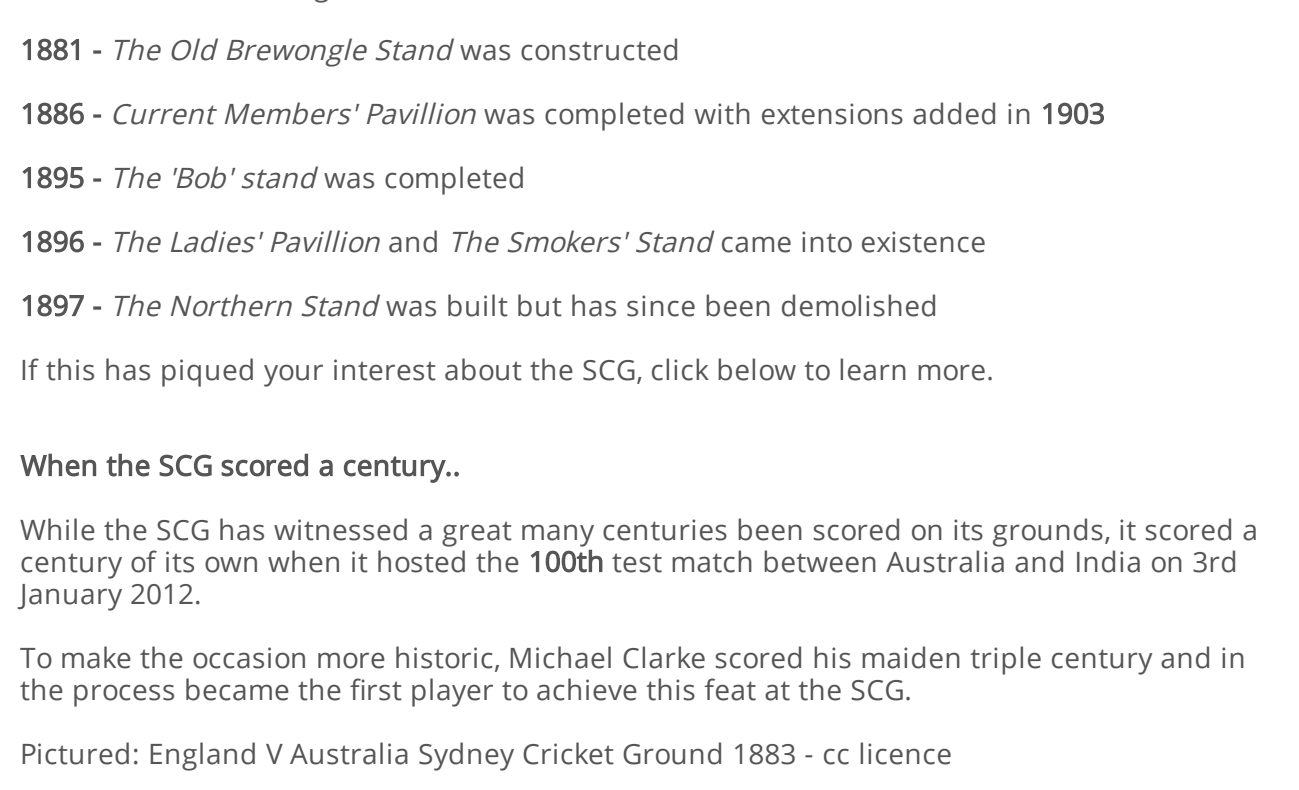 1881 - The Old Brewongle Stand was constructed
1886 - Current Members' Pavillion was completed with extensions added in 1903
1895 - The 'Bob' stand was completed
1896 - The Ladies' Pavillion and The Smokers' Stand came into existence
1897 - The Northern Stand was built but has since been demolished
If this has piqued your interest about the SCG, click below to learn more.
When the SCG scored a century..
While the SCG has witnessed a great many centuries been scored on its grounds, it scored a
century of its own when it hosted the 100th test match between Australia and India on 3rd
January 2012.
To make the occasion more historic, Michael Clarke scored his maiden triple century and in
the process became the first player to achieve this feat at the SCG.
Pictured: England V Australia Sydney Cricket Ground 1883 - cc licence